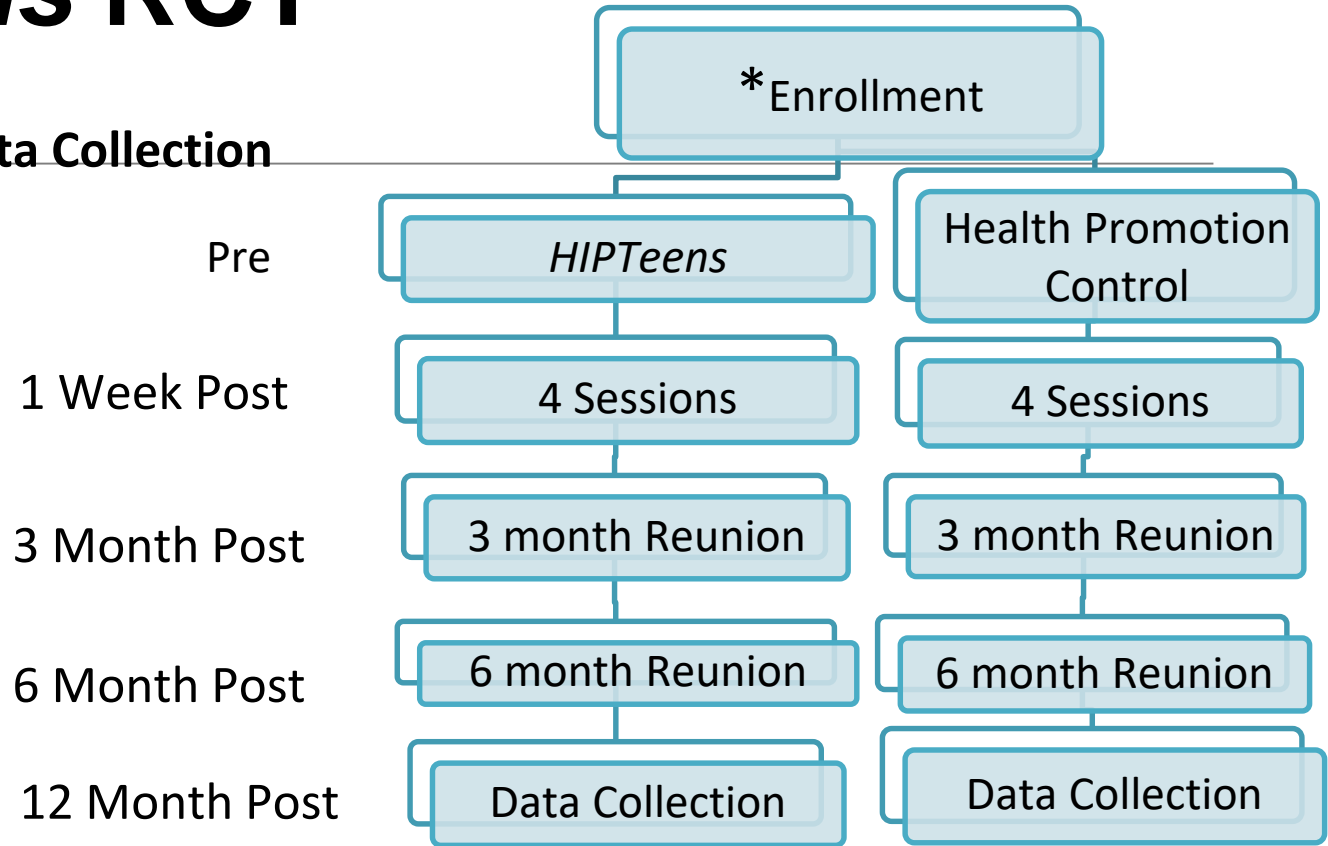 RCT
*Enrollment
Collection
Pre
HIPTeens
Health Promotion
Control
1 Week Post
4 Sessions
4 Sessions
3 Month Post
3 month Reunion
3 month Reunion
6 Month Post
6 month Reunion
6 month Reunion
12 Month Post
Data Collection
Data Collection